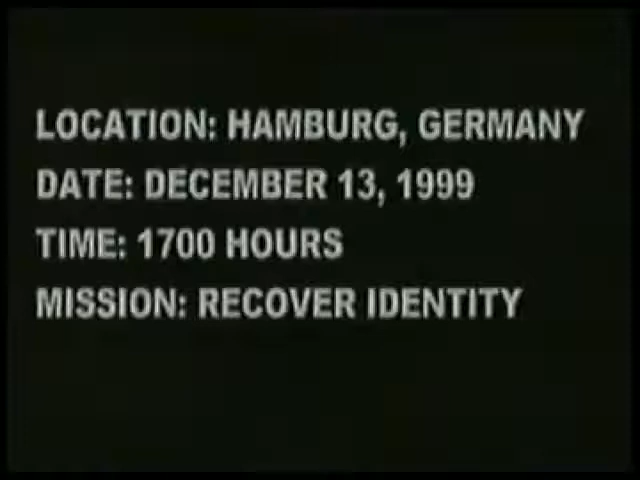 LOCATION: HAMBURG, GERMANY
DATE: DECEMBER 13, 1999
TIME: 1700 HOURS
MISSION: RECOVER IDENTITY